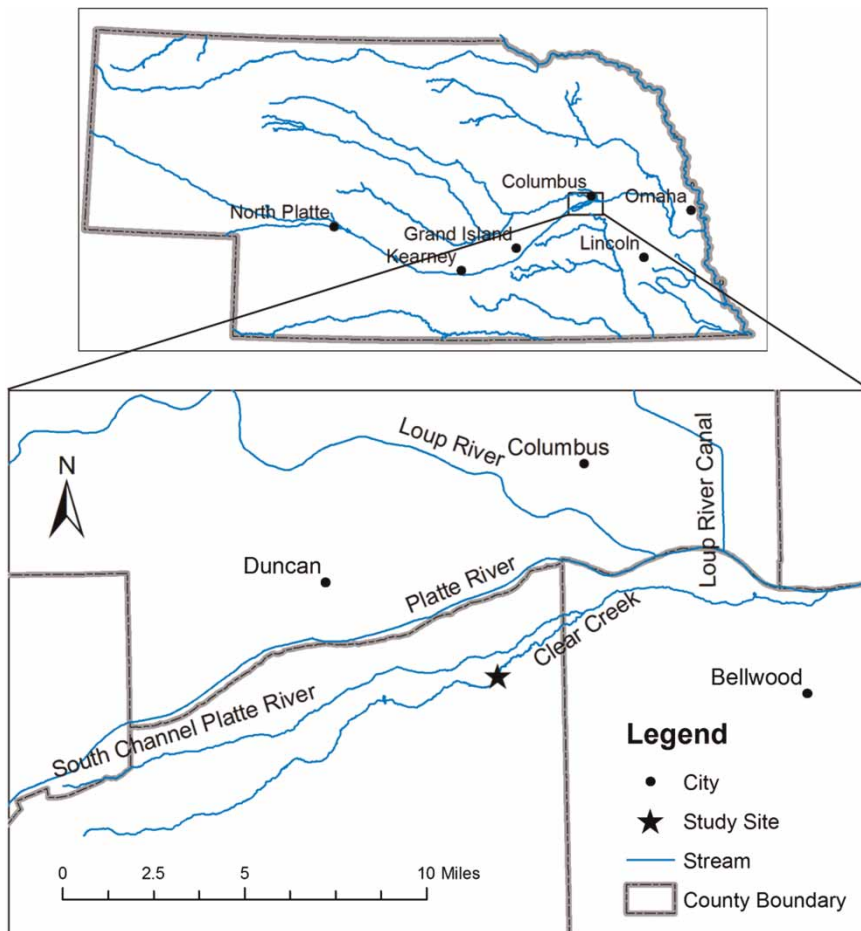 Columbus
Omaha
North Platte
Grand Island
Lincoln
Kearney
Loup River
Columbus
Loup River Canal
N
Duncan
Platte River
Clear Creek
South Channel Platte River
Bellwood
Legend
City
Study Site
Stream
County Boundary
0 2.5 5 10 Miles